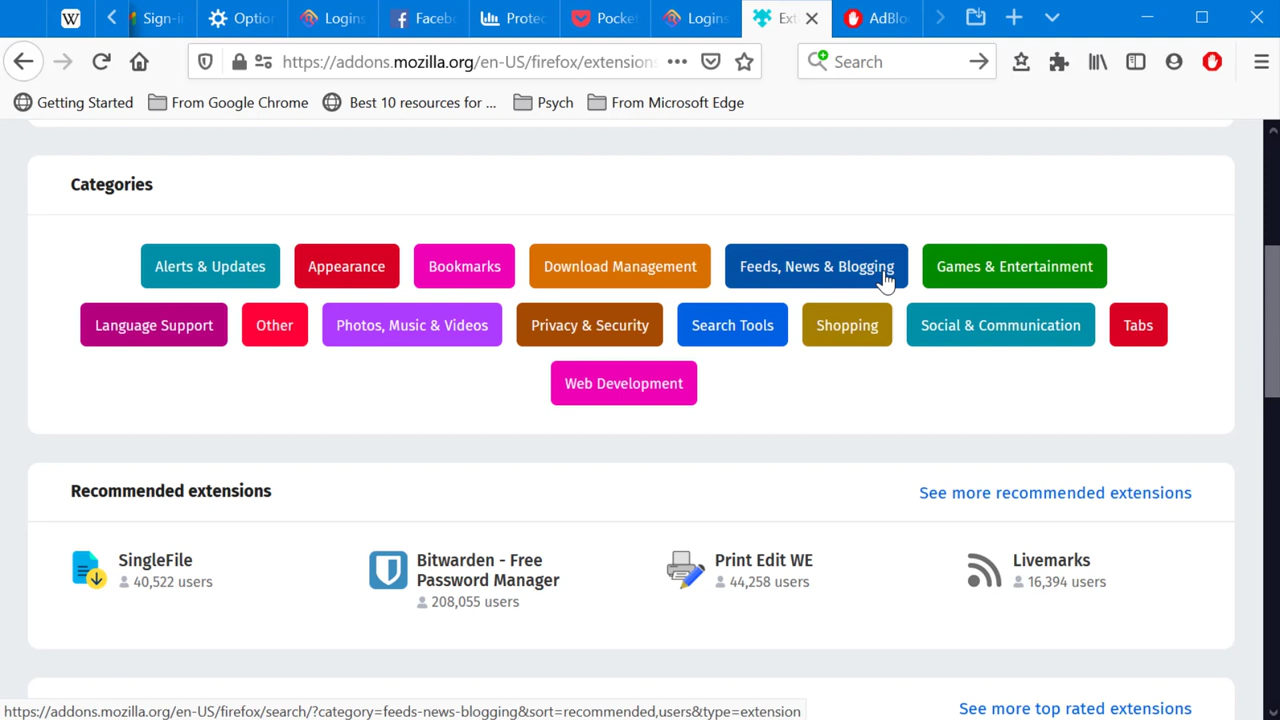 W
Sign-i
Optio
Logins
Faceb
Protec
Pocket
Logins
Ext
AdBlo
https://addons.mozilla.org/en-US/firefox/extension
Search
Getting Started
From Google Chrome
Best 10 resources for ...
Psych
From Microsoft Edge
Categories
Alerts & Updates
Appearance
Bookmarks
Download Management
Feeds, News & Blogging
Games & Entertainment
Language Support
Other
Photos, Music & Videos
Privacy & Security
Search Tools
Shopping
Social & Communication
Tabs
Web Development
Recommended extensions
See more recommended extensions
SingleFile
40,522 users
Bitwarden - Free
Password Manager
208,055 users
Print Edit WE
44,258 users
Livemarks
16,394 users
See more top rated extensions
https://addons.mozilla.org/en-US/firefox/search/?category=feeds-news-blogging&sort=recommended,users&type=extension